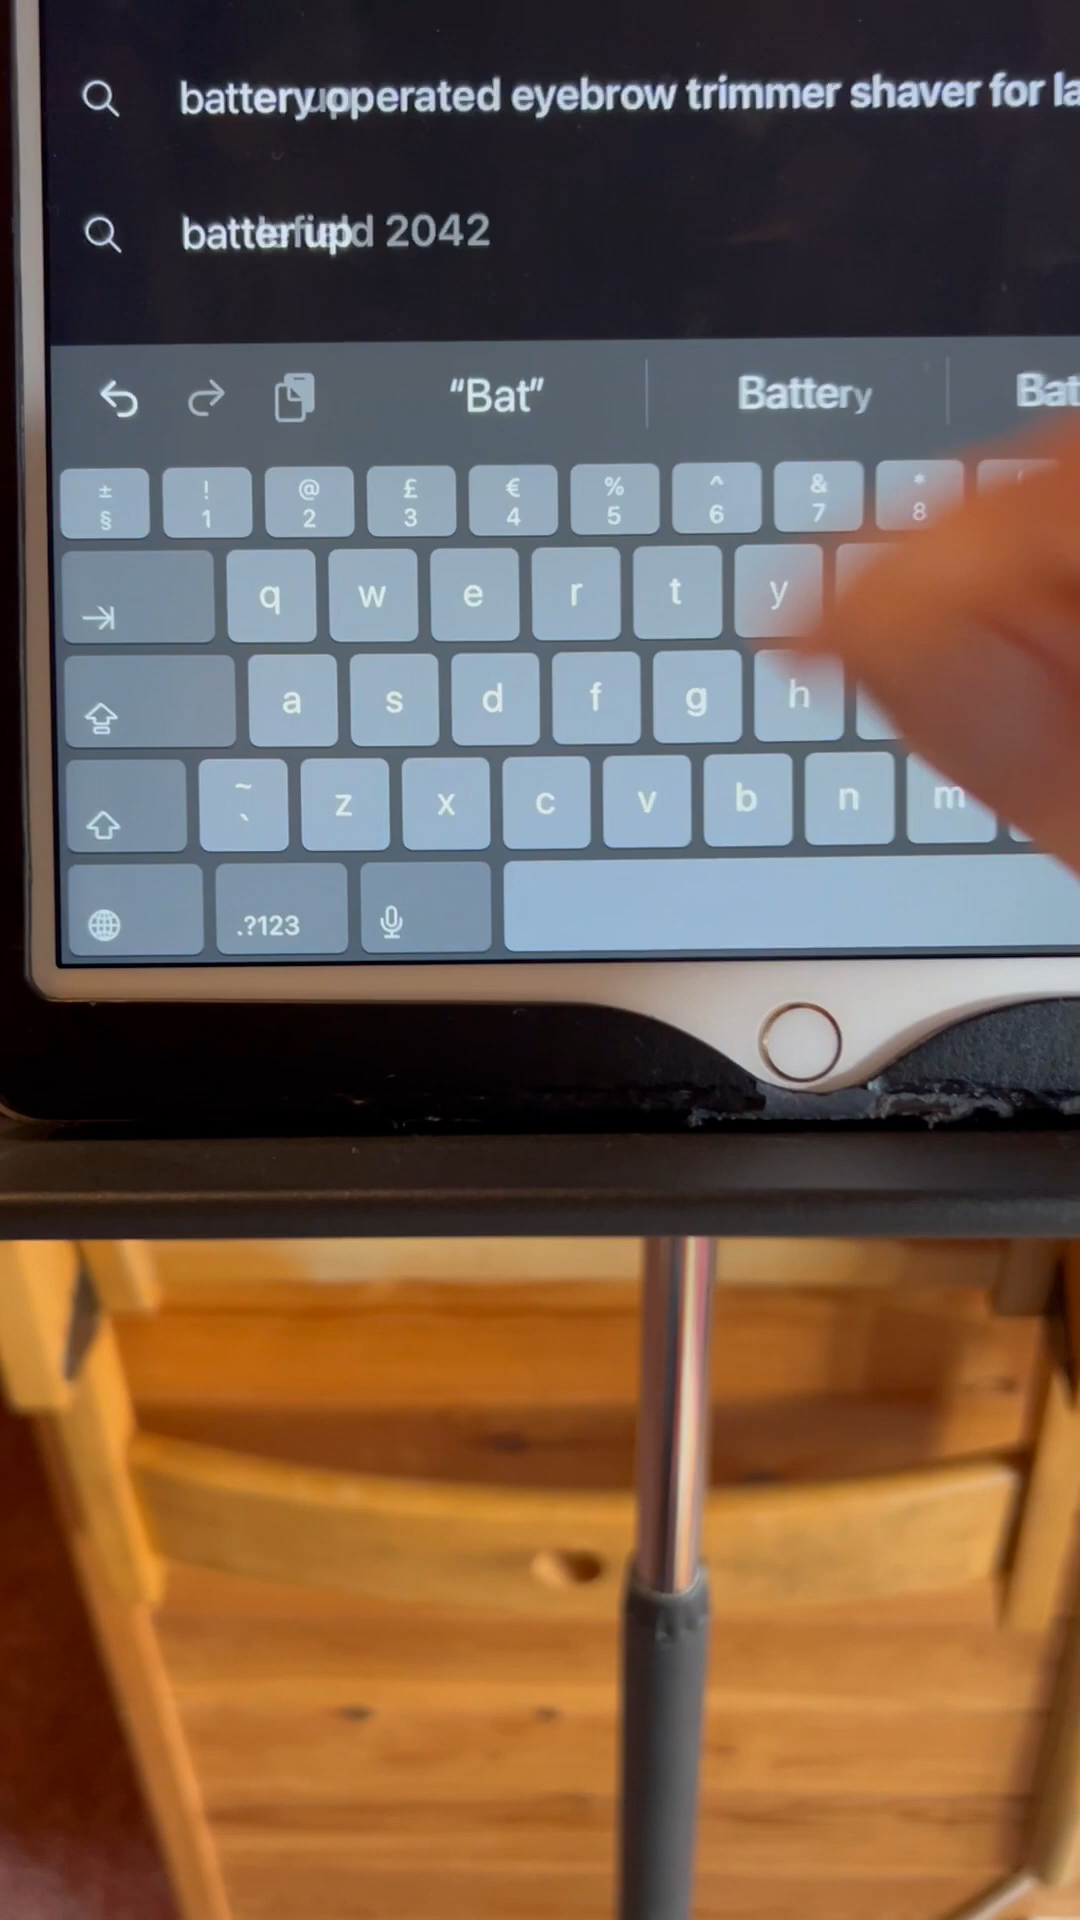 battery operated eyebrow trimmer shaver for la
2042
“Bat” Battery Bat
± ! @ £ € % ^ & *
§ 1 2 3 4 5 6 7 8
q w e r t y
a s d f g h
~
` z x c v b n m
.?123